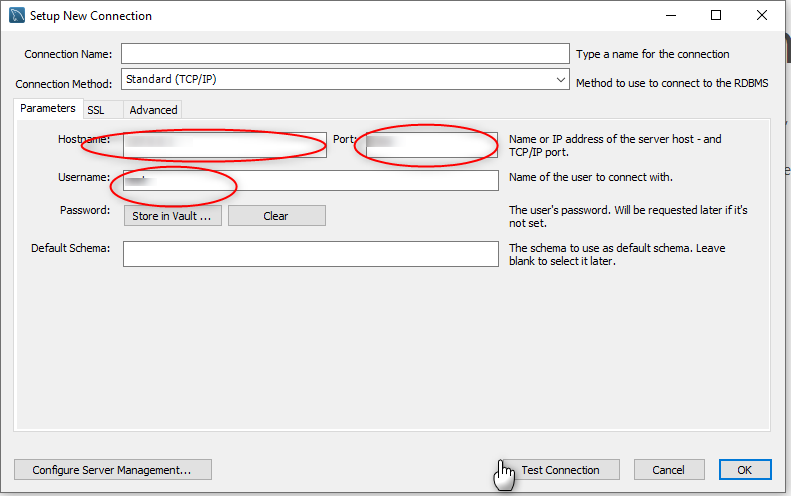 Setup New Connection
Connection Name:
Type a name for the connection
Connection Method:
Standard (TCP/IP)
Method to use to connect to the RDBMS
Parameters
SSL
Advanced
Hostname:
Port:
Name or IP address of the server host - and
TCP/IP port.
Username:
Name of the user to connect with.
Password:
Store in Vault ...
Clear
The user's password. Will be requested later if it's
not set.
Default Schema:
The schema to use as default schema. Leave
blank to select it later.
Configure Server Management...
Test Connection
Cancel
OK